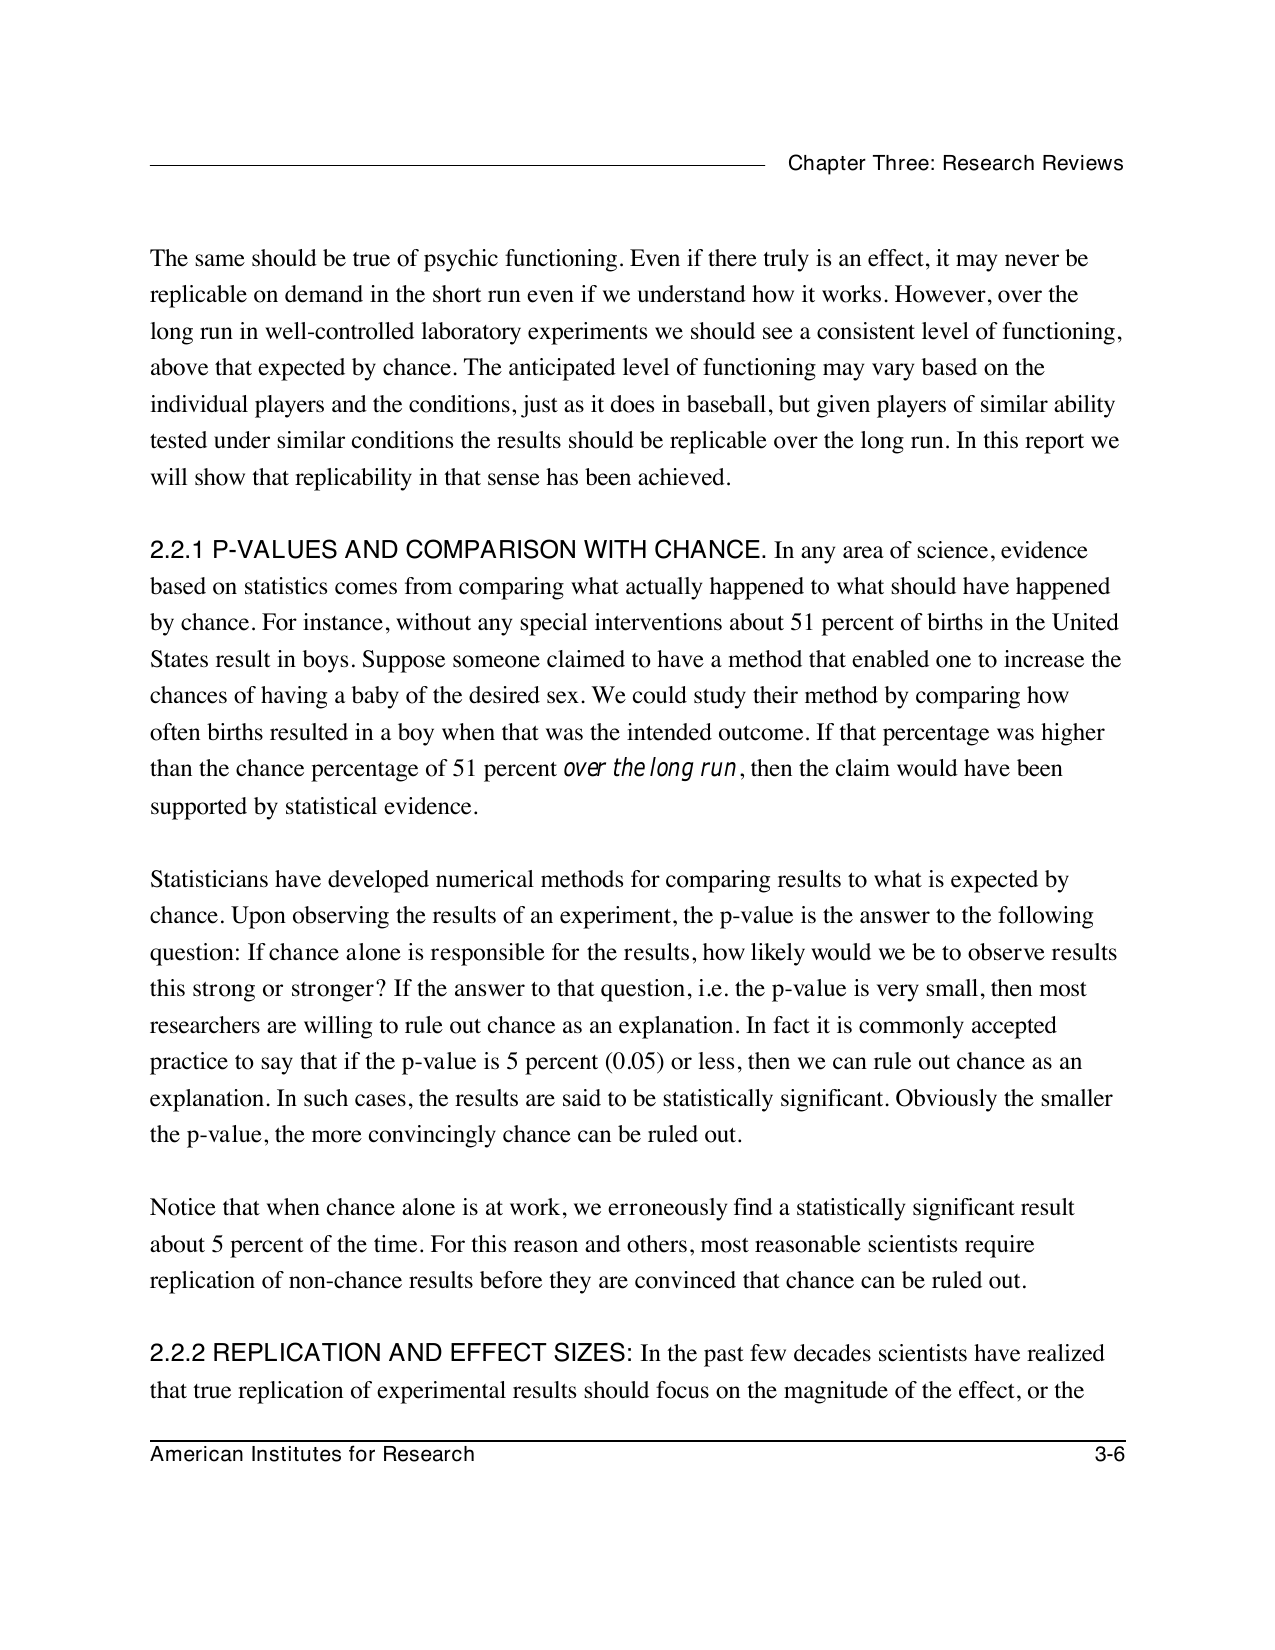 Chapter Three: Research Reviews
The same should be true of psychic functioning. Even if there truly is an effect, it may never be
replicable on demand in the short run even if we understand how it works. However, over the
long run in well-controlled laboratory experiments we should see a consistent level of functioning,
above that expected by chance. The anticipated level of functioning may vary based on the
individual players and the conditions, just as it does in baseball, but given players of similar ability
tested under similar conditions the results should be replicable over the long run. In this report we
will show that replicability in that sense has been achieved.
2.2.1 P-VALUES AND COMPARISON WITH CHANCE. In any area of science, evidence
based on statistics comes from comparing what actually happened to what should have happened
by chance. For instance, without any special interventions about 51 percent of births in the United
States result in boys. Suppose someone claimed to have a method that enabled one to increase the
chances of having a baby of the desired sex. We could study their method by comparing how
often births resulted in a boy when that was the intended outcome. If that percentage was higher
than the chance percentage of 51 percent over the long run, then the claim would have been
supported by statistical evidence.
Statisticians have developed numerical methods for comparing results to what is expected by
chance. Upon observing the results of an experiment, the p-value is the answer to the following
question: If chance alone is responsible for the results, how likely would we be to observe results
this strong or stronger? If the answer to that question, i.e. the p-value is very small, then most
researchers are willing to rule out chance as an explanation. In fact it is commonly accepted
practice to say that if the p-value is 5 percent (0.05) or less, then we can rule out chance as an
explanation. In such cases, the results are said to be statistically significant. Obviously the smaller
the p-value, the more convincingly chance can be ruled out.
Notice that when chance alone is at work, we erroneously find a statistically significant result
about 5 percent of the time. For this reason and others, most reasonable scientists require
replication of non-chance results before they are convinced that chance can be ruled out.
2.2.2 REPLICATION AND EFFECT SIZES: In the past few decades scientists have realized
that true replication of experimental results should focus on the magnitude of the effect, or the
American Institutes for Research 3-6